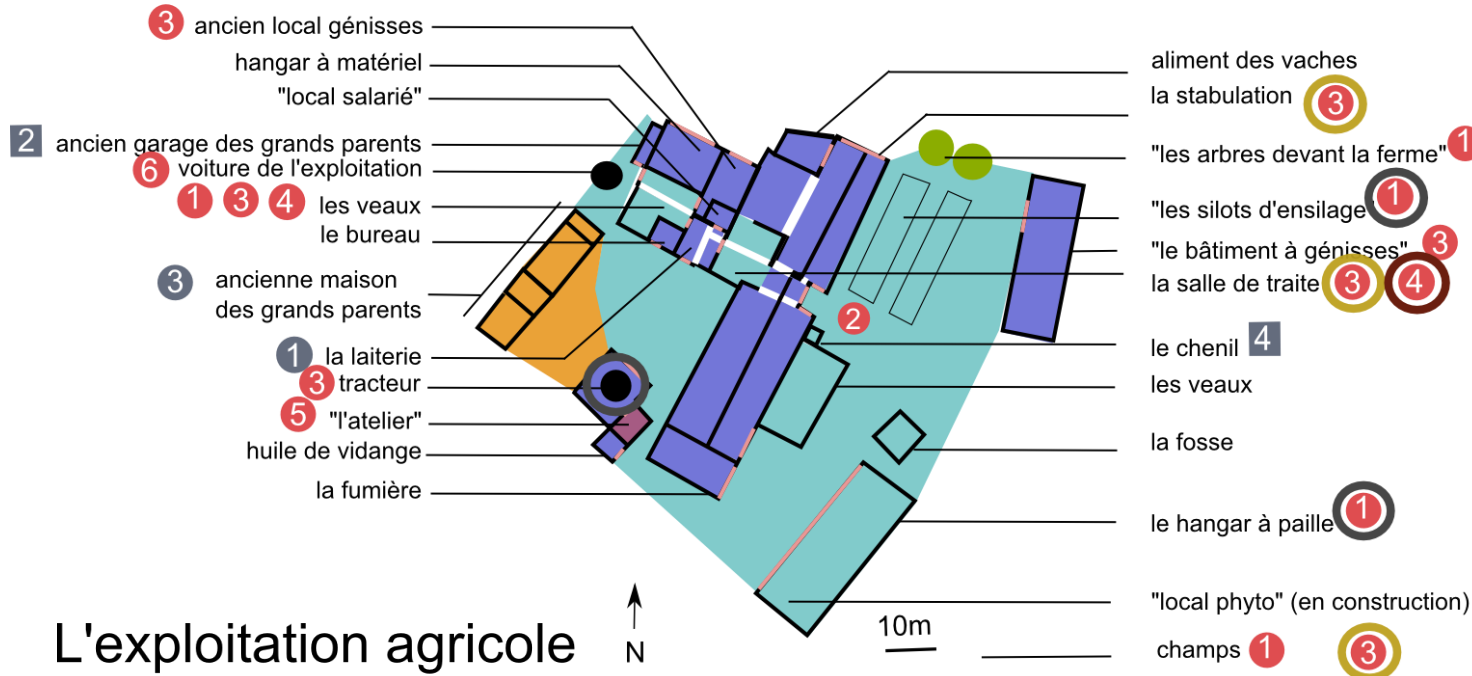 3 ancien local génisses
hangar à matériel
"local salarié"
2 ancien garage des grands parents
6 voiture de l'exploitation
1 3 4 les veaux
le bureau
3 ancienne maison
des grands parents
1 la laiterie
3 tracteur
5 "l'atelier"
huile de vidange
la fumière
L'exploitation agricole
N
2
10m
aliment des vaches
la stabulation 3
"les arbres devant la ferme" 1
"les silots d'ensilage 1
"le bâtiment à génisses" 3
la salle de traite 3 4
le chenil 4
les veaux
la fosse
le hangar à paille 1
"local phyto" (en construction)
champs 1 3